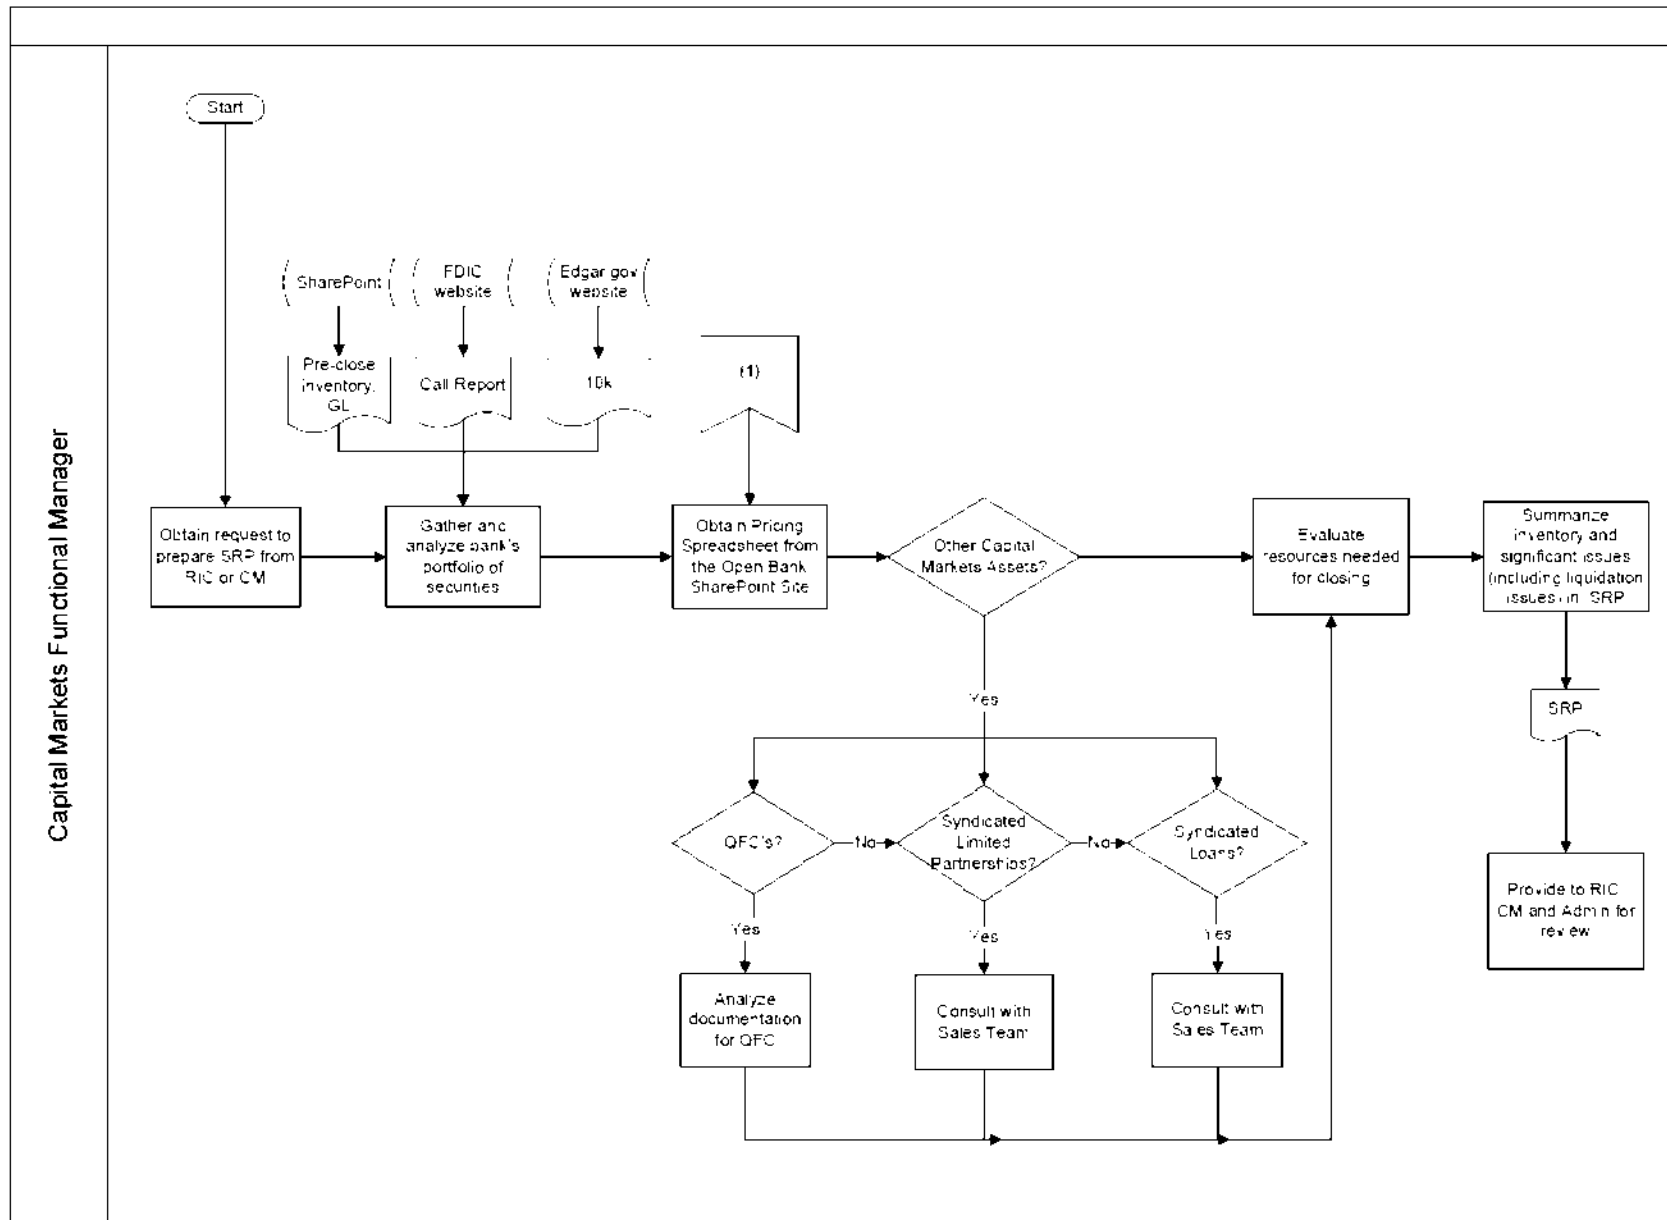 Capital Markets Functional Manager
Start
SharePoint
FDIC
website
Edgar.gov
website
Pre-close
inventory,
GL
Call Report
10k
(1)
Obtain request to
prepare SRP from
RIC or CM
Gather and
analyze bank's
portfolio of
securities
Obtain Pricing
Spreadsheet from
the Open Bank
SharePoint Site
Other Capital
Markets Assets?
Evaluate
resources needed
for closing
Summarize
inventory and
significant issues
(including liquidation
issues) in SRP
Yes
SRP
QFC's?
No
Syndicated
Limited
Partnerships?
No
Syndicated
Loans?
Provide to RIC
CM and Admin for
review
Yes
Yes
Yes
Analyze
documentation
for QFC
Consult with
Sales Team
Consult with
Sales Team